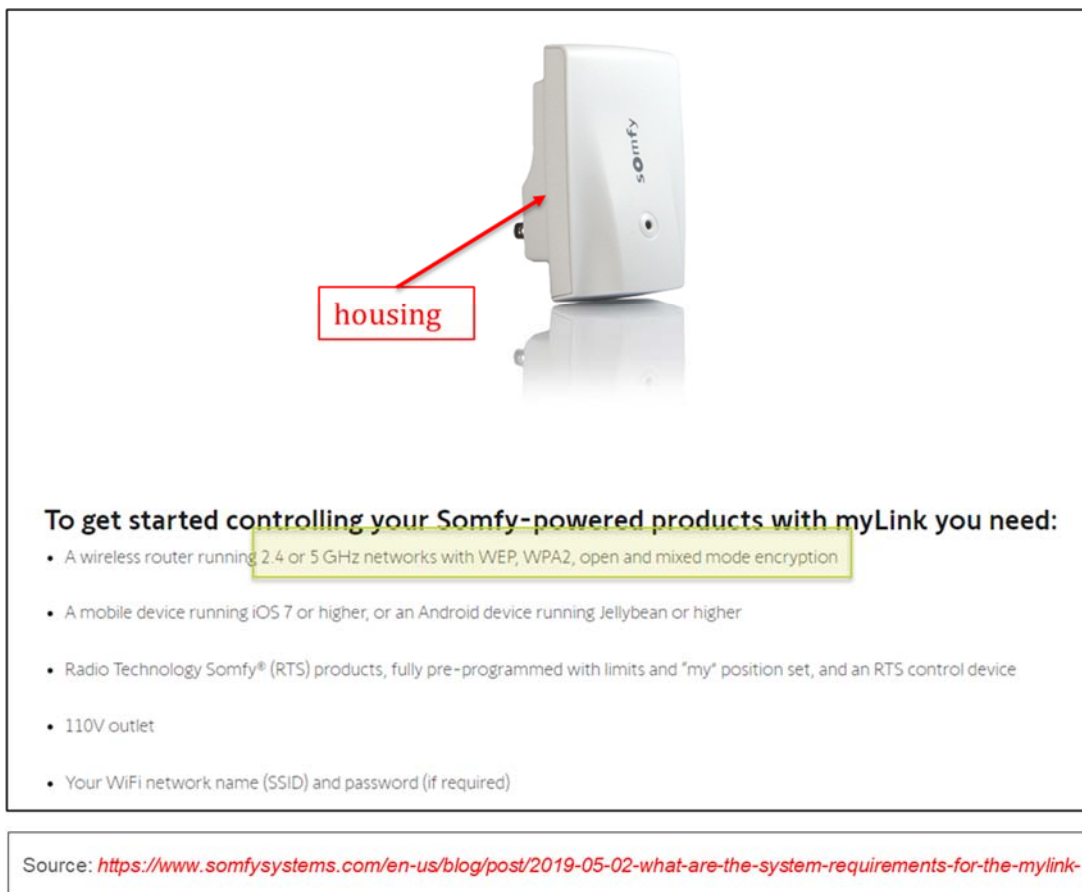 somfy
housing
To get started controlling your Somfy-powered products with myLink you need:
• A wireless router running 2.4 or 5 GHz networks with WEP, WPA2, open and mixed mode encryption
• A mobile device running iOS 7 or higher, or an Android device running Jellybean or higher
• Radio Technology Somfy® (RTS) products, fully pre-programmed with limits and "my" position set, and an RTS control device
• 110V outlet
• Your WiFi network name (SSID) and password (if required)
Source: https://www.somfysystems.com/en-us/blog/post/2019-05-02-what-are-the-system-requirements-for-the-mylink-